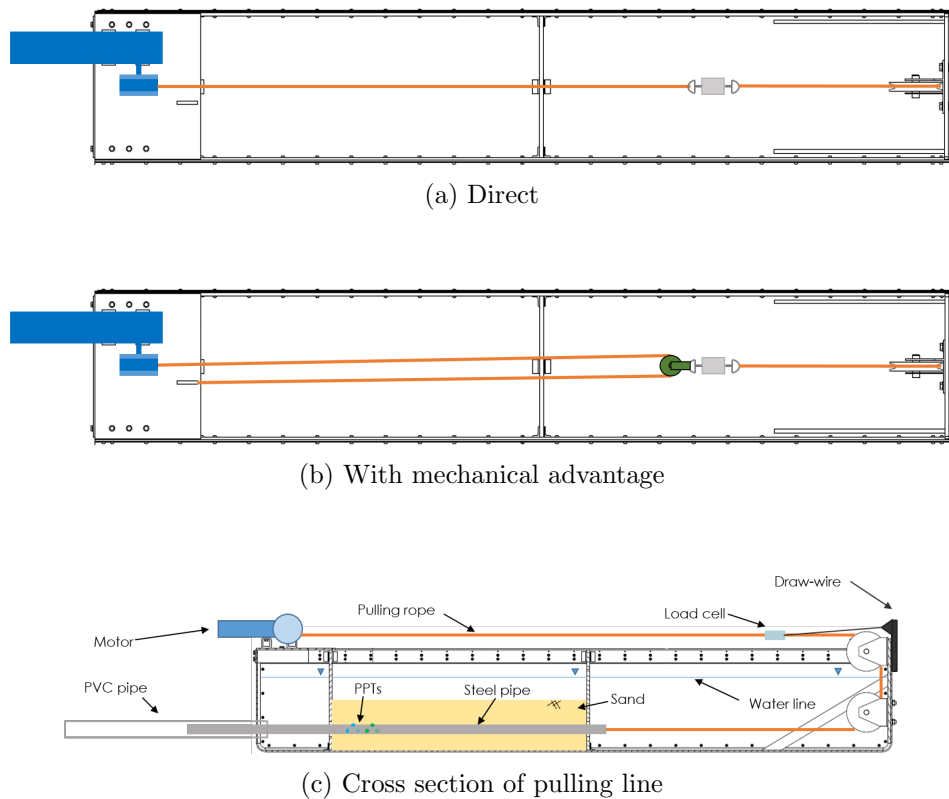 (a) Direct
(b) With mechanical advantage
Draw-wire
Pulling rope
Load cell
Motor
PVC pipe
PPTs
Steel pipe
Sand
Water line
(c) Cross section of pulling line